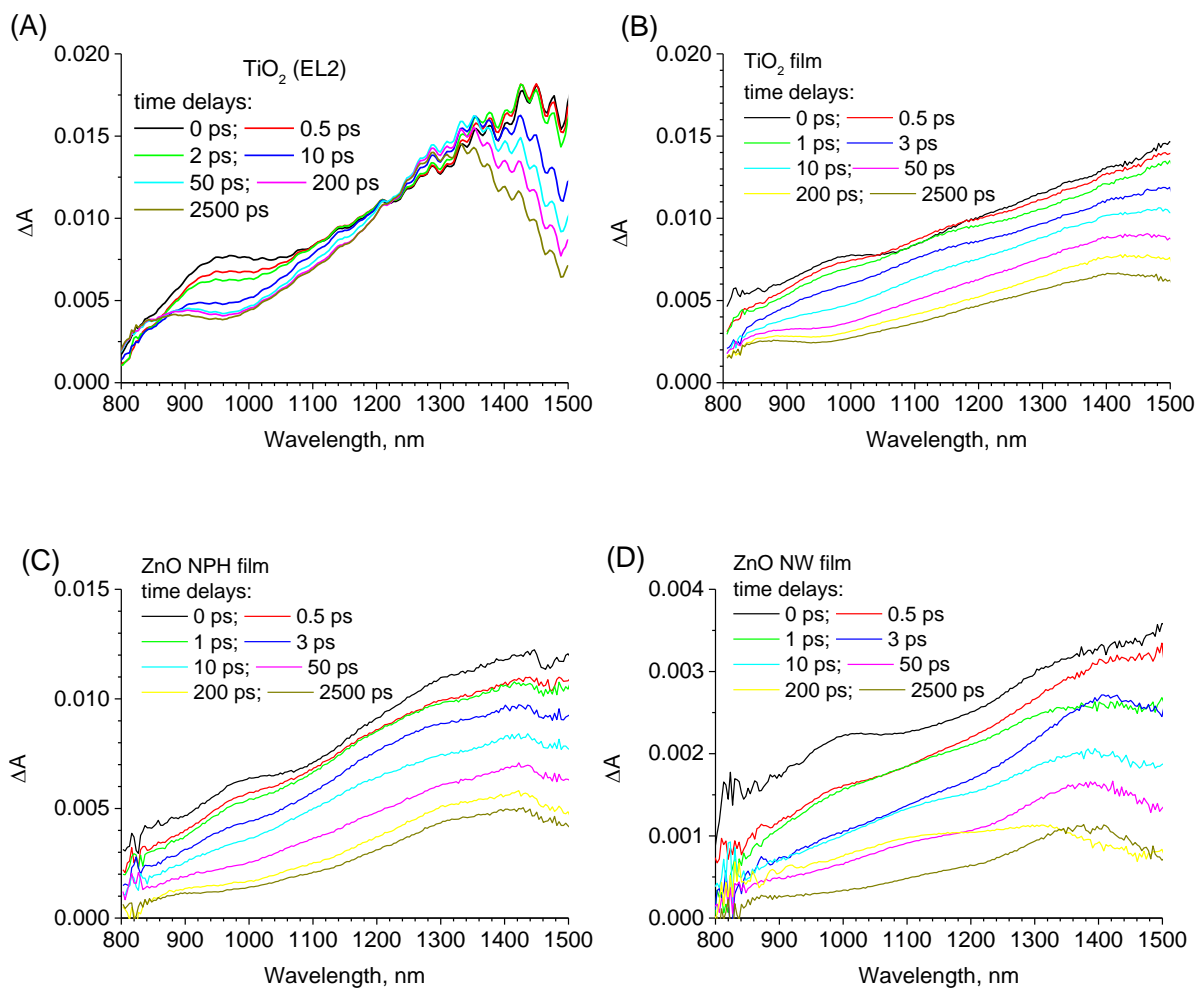 (A)
TiO2 (EL2)
time delays:
0 ps; 0.5 ps
2 ps; 10 ps
50 ps; 200 ps
2500 ps
0.020
0.015
0.010
0.005
0.000
ΔA
800 900 1000 1100 1200 1300 1400 1500
Wavelength, nm
(B)
TiO2 film
time delays:
0 ps; 0.5 ps
1 ps; 3 ps
10 ps; 50 ps
200 ps; 2500 ps
0.020
0.015
0.010
0.005
0.000
ΔA
800 900 1000 1100 1200 1300 1400 1500
Wavelength, nm
(C)
ZnO NPH film
time delays:
0 ps; 0.5 ps
1 ps; 3 ps
10 ps; 50 ps
200 ps; 2500 ps
0.015
0.010
0.005
0.000
ΔA
800 900 1000 1100 1200 1300 1400 1500
Wavelength, nm
(D)
ZnO NW film
time delays:
0 ps; 0.5 ps
1 ps; 3 ps
10 ps; 50 ps
200 ps; 2500 ps
0.004
0.003
0.002
0.001
0.000
ΔA
800 900 1000 1100 1200 1300 1400 1500
Wavelength, nm